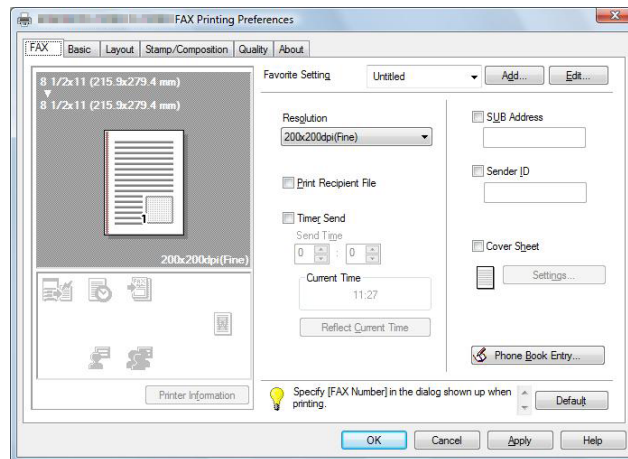 FAX Printing Preferences
FAX Basic Layout Stamp/Composition Quality About
8 1/2x11 (215.9x279.4 mm)
8 1/2x11 (215.9x279.4 mm)
1
200x200dpi(Fine)
Printer Information
Favorite Setting Untitled Add... Edit...
Resolution
200x200dpi(Fine)
Print Recipient File
Timer Send
Send Time
0 : 0
Current Time
11:27
Reflect Current Time
SUB Address
Sender ID
Cover Sheet
Settings...
Phone Book Entry...
Specify [FAX Number] in the dialog shown up when
printing.
Default
OK Cancel Apply Help